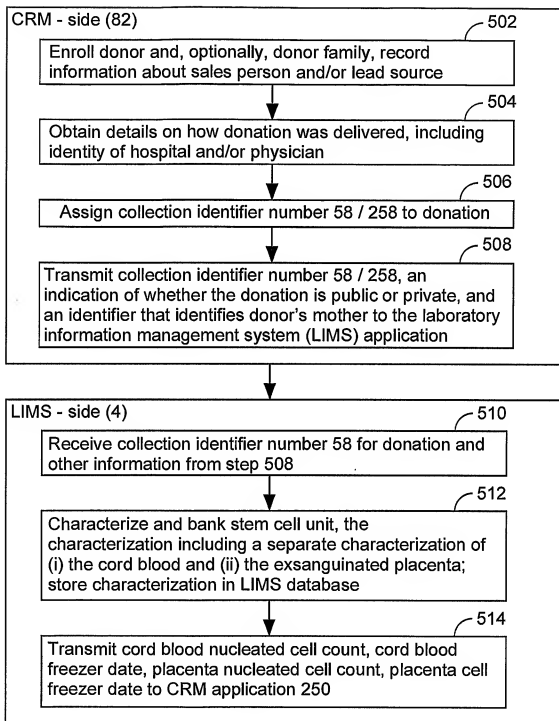 CRM - side (82)
502
Enroll donor and, optionally, donor family, record
information about sales person and/or lead source
504
Obtain details on how donation was delivered, including
identity of hospital and/or physician
506
Assign collection identifier number 58 / 258 to donation
508
Transmit collection identifier number 58 / 258, an
indication of whether the donation is public or private, and
an identifier that identifies donor's mother to the laboratory
information management system (LIMS) application
LIMS - side (4)
510
Receive collection identifier number 58 for donation and
other information from step 508
512
Characterize and bank stem cell unit, the
characterization including a separate characterization of
(i) the cord blood and (ii) the exsanguinated placenta;
store characterization in LIMS database
514
Transmit cord blood nucleated cell count, cord blood
freezer date, placenta nucleated cell count, placenta cell
freezer date to CRM application 250